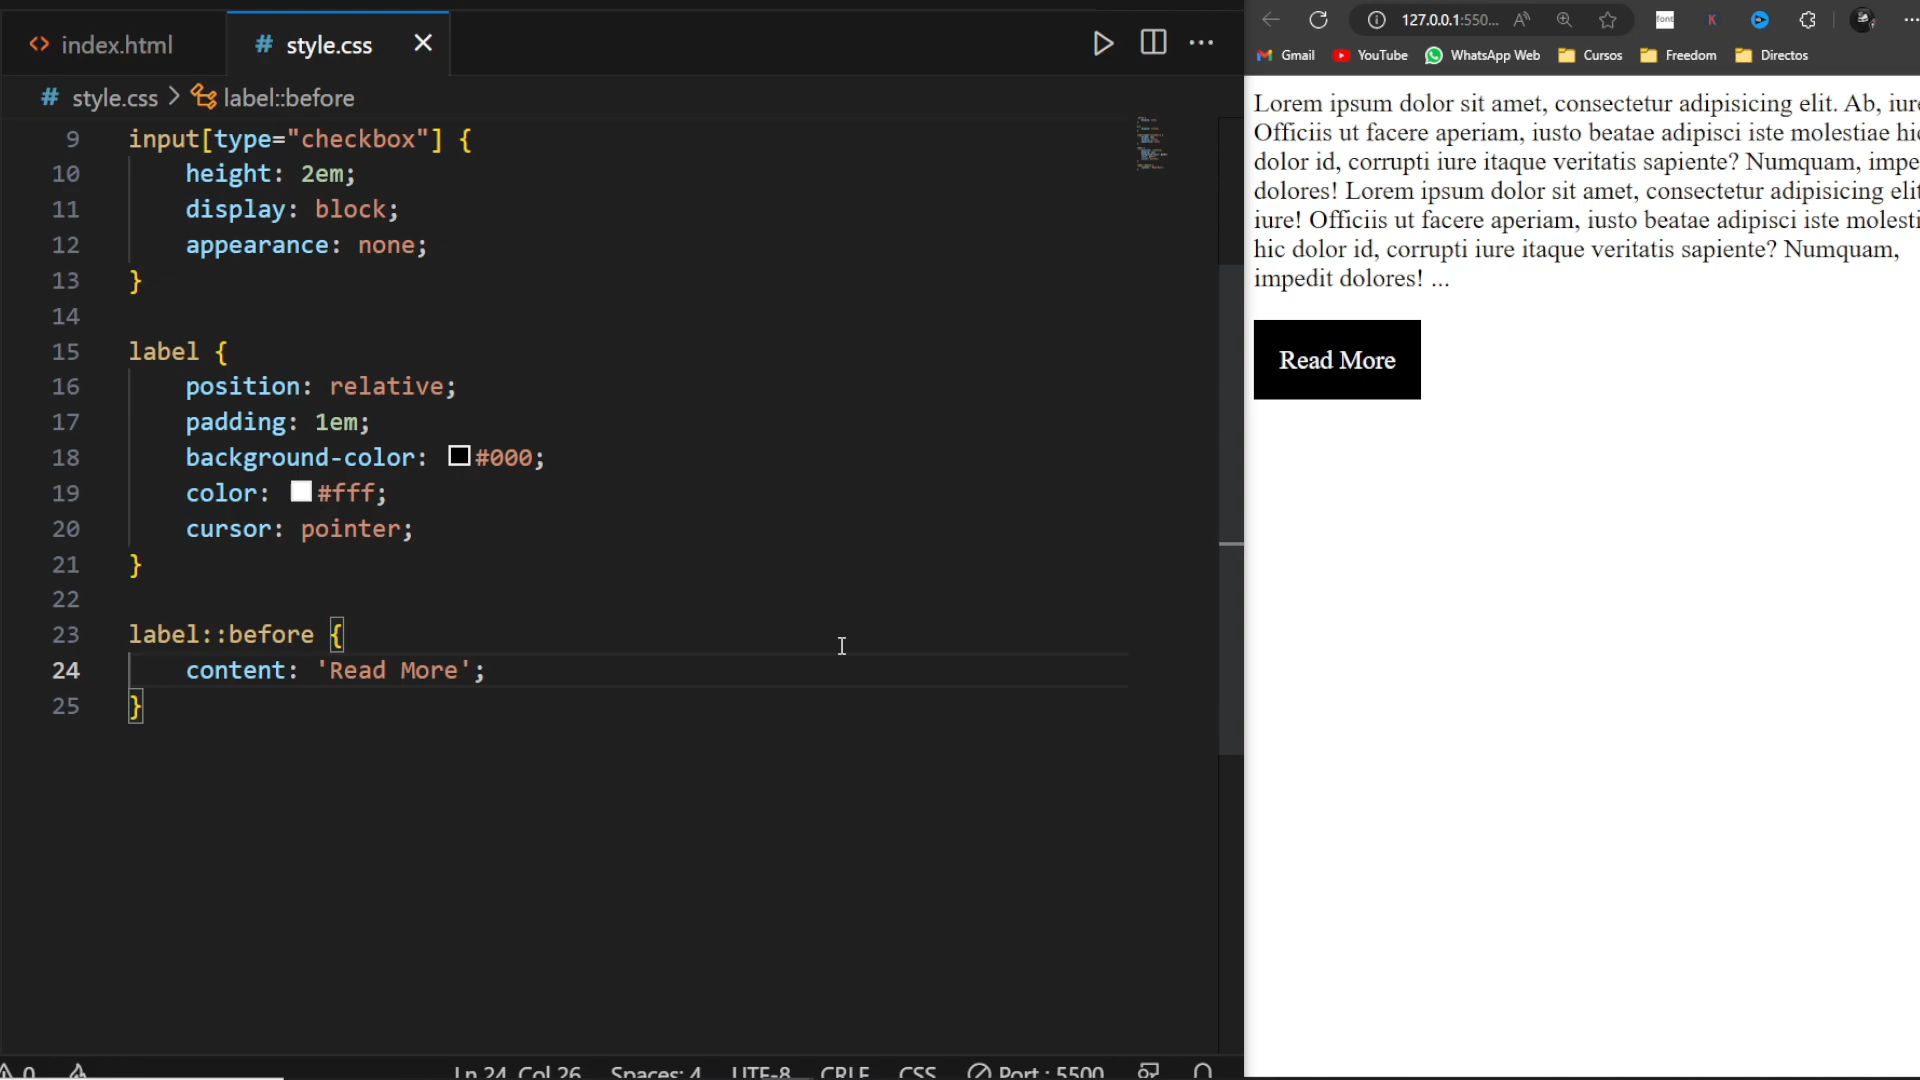 index.html
style.css
style.css > label::before
9 input[type="checkbox"] {
10 height: 2em;
11 display: block;
12 appearance: none;
13 }
14
15 label {
16 position: relative;
17 padding: 1em;
18 background-color: #000;
19 color: #fff;
20 cursor: pointer;
21 }
22
23 label::before {
24 content: 'Read More';
25 }
0
Ln 24, Col 26
Spaces: 4
UTF-8
CRLF
CSS
Port : 5500
127.0.0.1:550...
Gmail
YouTube
WhatsApp Web
Cursos
Freedom
Directos
Lorem ipsum dolor sit amet, consectetur adipisicing elit. Ab, iure
Officiis ut facere aperiam, iusto beatae adipisci iste molestiae hic
dolor id, corrupti iure itaque veritatis sapiente? Numquam, impe
dolores! Lorem ipsum dolor sit amet, consectetur adipisicing elit
iure! Officiis ut facere aperiam, iusto beatae adipisci iste molesti
hic dolor id, corrupti iure itaque veritatis sapiente? Numquam,
impedit dolores! ...
Read More